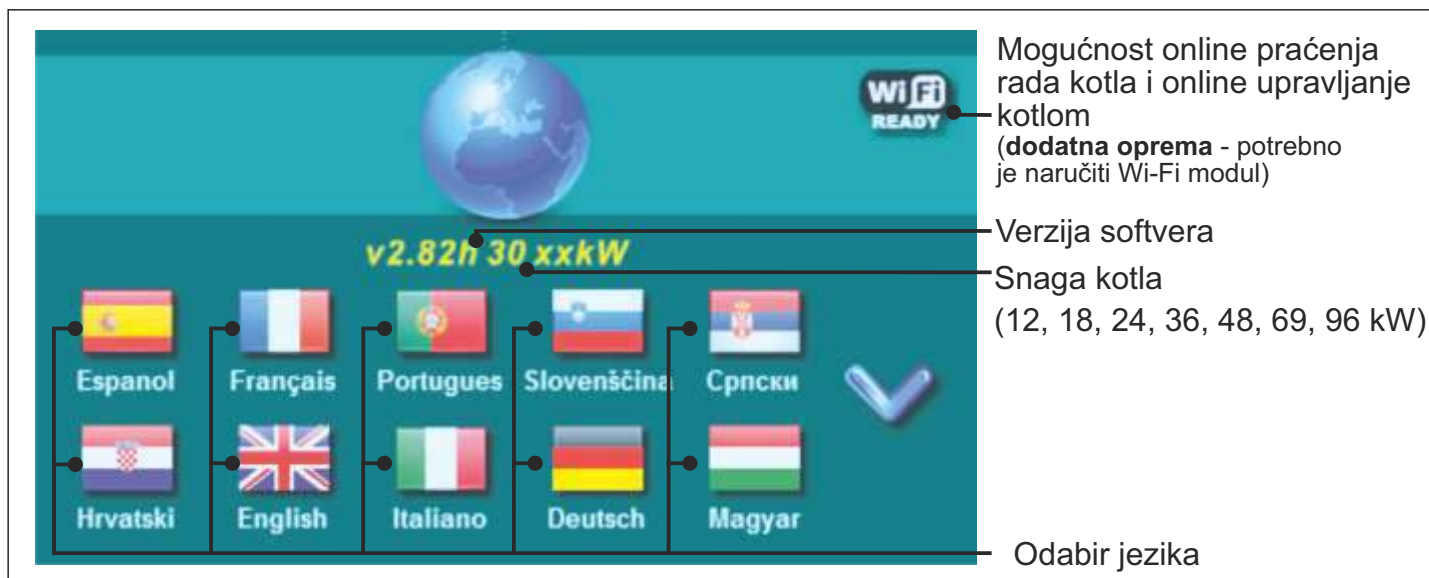 Mogućnost online praćenja
rada kotla i online upravljanje
kotlom
(dodatna oprema - potrebno
je naručiti Wi-Fi modul)
Wi Fi
READY
v2.82h 30 xxkW
Verzija softvera
Snaga kotla
(12, 18, 24, 36, 48, 69, 96 kW)
Espanol Français Portugues Slovenščina Српски
Hrvatski English Italiano Deutsch Magyar
Odabir jezika